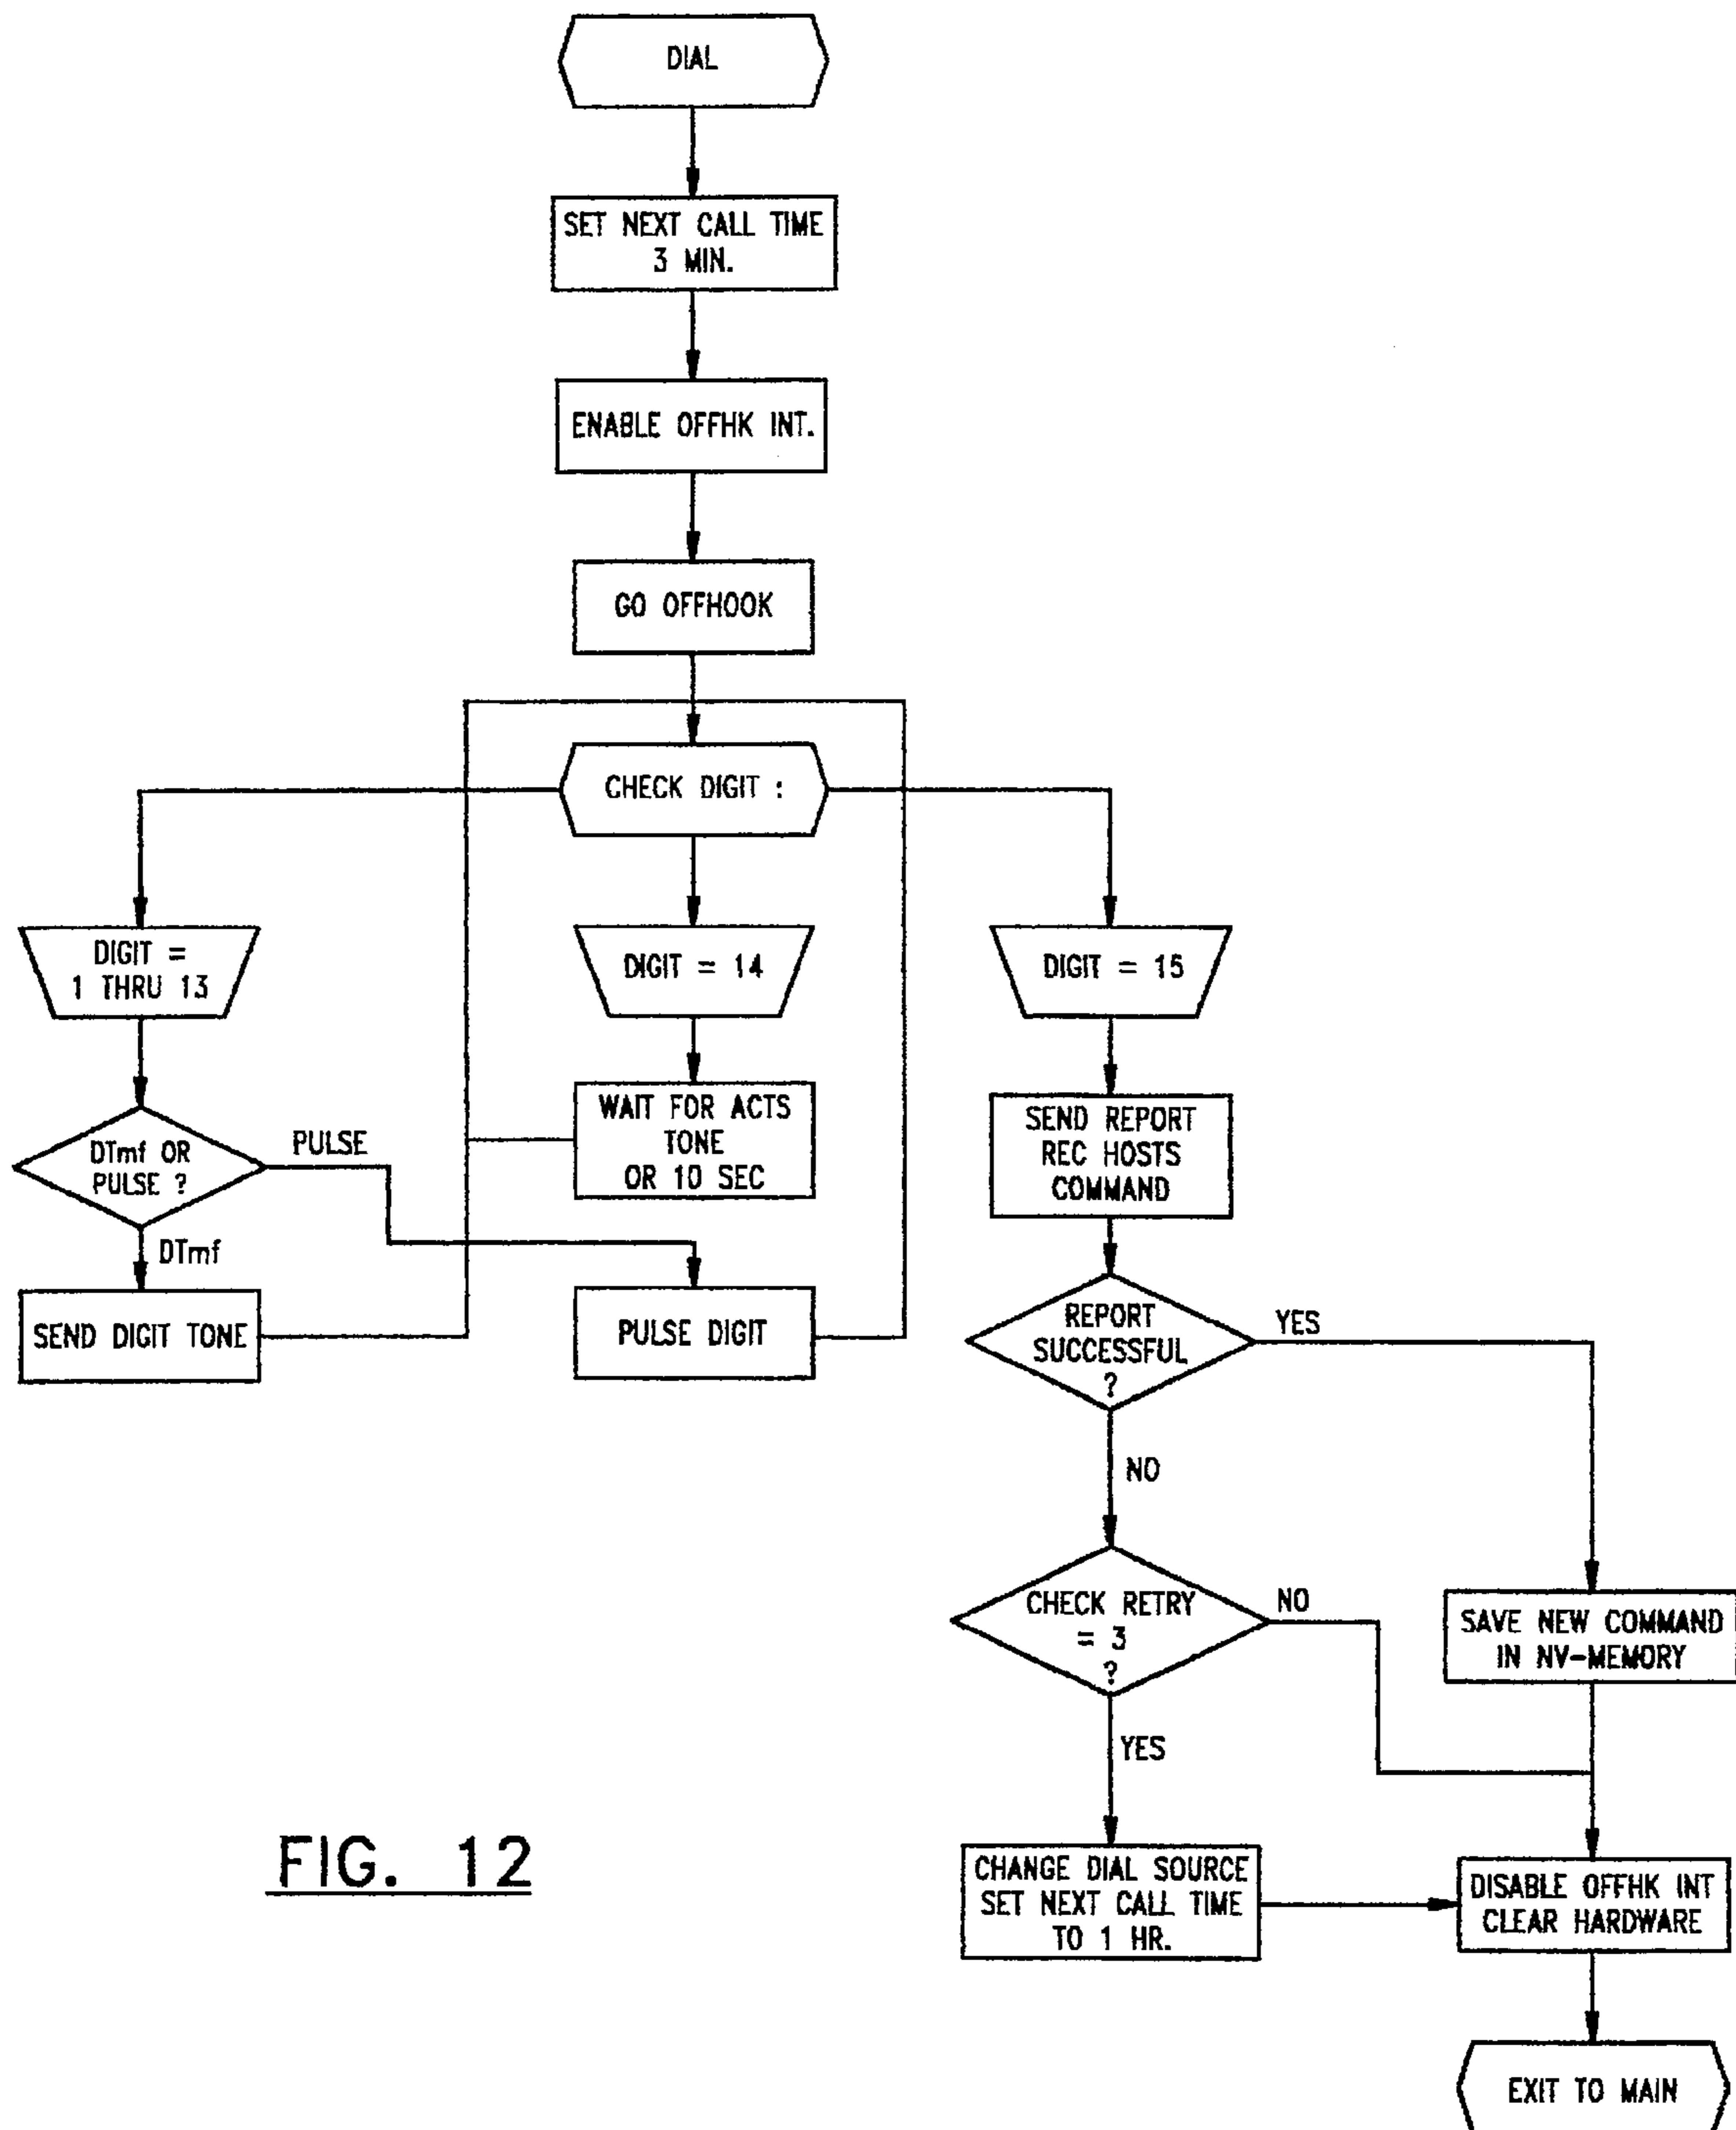 DIAL
SET NEXT CALL TIME
3 MIN.
ENABLE OFFHK INT.
GO OFFHOOK
CHECK DIGIT :
DIGIT =
1 THRU 13
DIGIT = 14
DIGIT = 15
DTmf OR
PULSE ?
PULSE
DTmf
SEND DIGIT TONE
WAIT FOR ACTS
TONE
OR 10 SEC
PULSE DIGIT
SEND REPORT
REC HOSTS
COMMAND
REPORT
SUCCESSFUL
?
YES
NO
CHECK RETRY
= 3
?
NO
YES
SAVE NEW COMMAND
IN NV-MEMORY
CHANGE DIAL SOURCE
SET NEXT CALL TIME
TO 1 HR.
DISABLE OFFHK INT
CLEAR HARDWARE
EXIT TO MAIN
FIG. 12